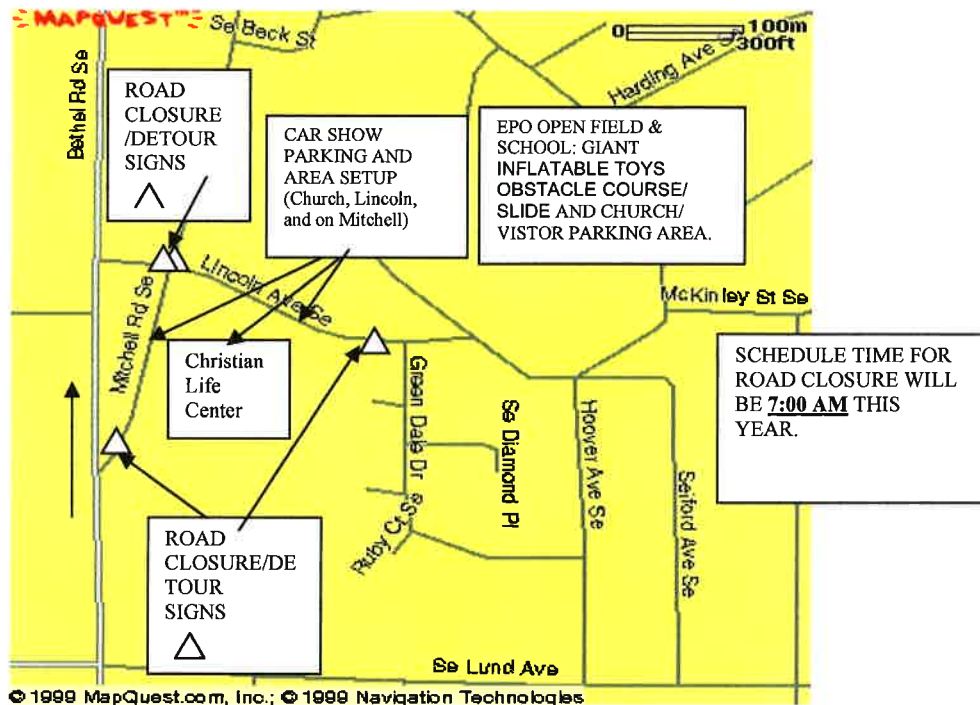 MAPQUEST™
Se Beck St
0 100m
300ft
Harding Ave Se
Bethel Rd Se
ROAD
CLOSURE
/DETOUR
SIGNS
CAR SHOW
PARKING AND
AREA SETUP
(Church, Lincoln,
and on Mitchell)
EPO OPEN FIELD &
SCHOOL: GIANT
INFLATABLE TOYS
OBSTACLE COURSE/
SLIDE AND CHURCH/
VISTOR PARKING AREA.
Lincoln Ave Se
Mitchell Rd Se
McKinley St Se
Christian
Life
Center
SCHEDULE TIME FOR
ROAD CLOSURE WILL
BE 7:00 AM THIS
YEAR.
Green Dale Dr Se
Se Diamond Pl
Hoover Ave Se
Seiford Ave Se
Ruby Ct Se
ROAD
CLOSURE/DE
TOUR
SIGNS
Se Lund Ave
© 1999 MapQuest.com, Inc.; © 1999 Navigation Technologies